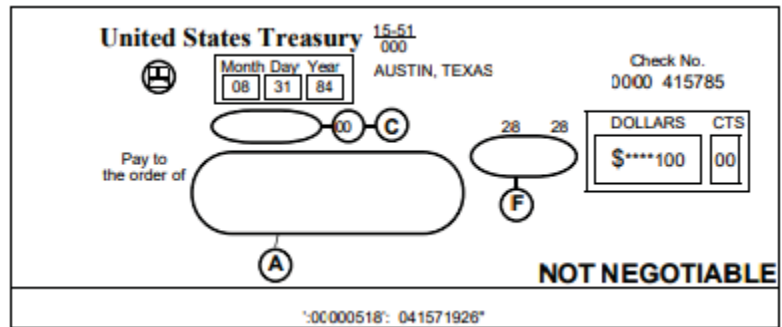 United States Treasury 15-51
000
Month Day Year
AUSTIN, TEXAS
08 31 84
Check No.
0000 415785
00 C
28 28
DOLLARS CTS
$****100 00
Pay to
the order of
F
A
NOT NEGOTIABLE
':00000518': 041571926"